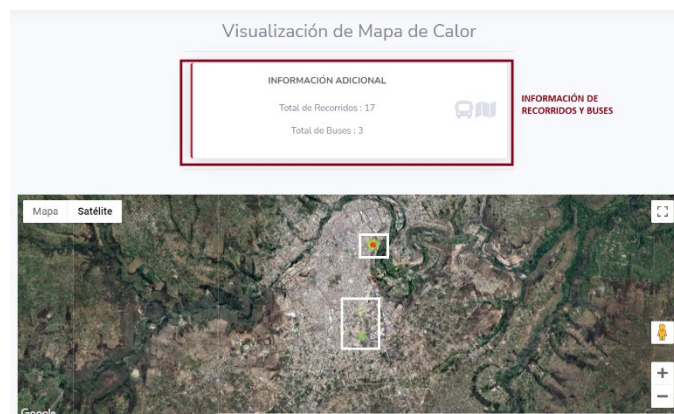 Visualización de Mapa de Calor
INFORMACIÓN ADICIONAL
Total de Recorridos : 17
Total de Buses : 3
INFORMACIÓN DE
RECORRIDOS Y BUSES
Mapa Satélite
Google